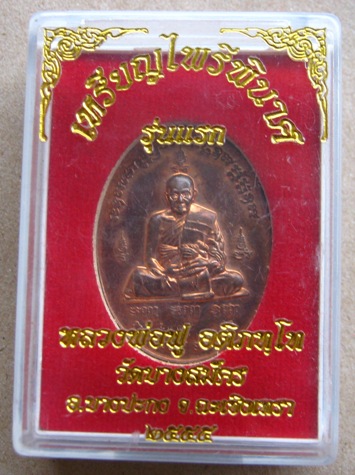 เหรียญไพรีพินาศ
รุ่นแรก
หลวงพ่อฟู อติภทฺโท
วัดบางสมัคร
อ.บางปะกง จ.ฉะเชิงเทรา
๒๕๕๕